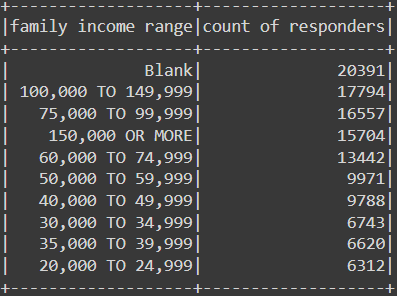 +-------------------+-------------------+
|family income range|count of responders|
+-------------------+-------------------+
|              Blank|              20391|
| 100,000 TO 149,999|              17794|
|   75,000 TO 99,999|              16557|
|    150,000 OR MORE|              15704|
|   60,000 TO 74,999|              13442|
|   50,000 TO 59,999|               9971|
|   40,000 TO 49,999|               9788|
|   30,000 TO 34,999|               6743|
|   35,000 TO 39,999|               6620|
|   20,000 TO 24,999|               6312|
+-------------------+-------------------+